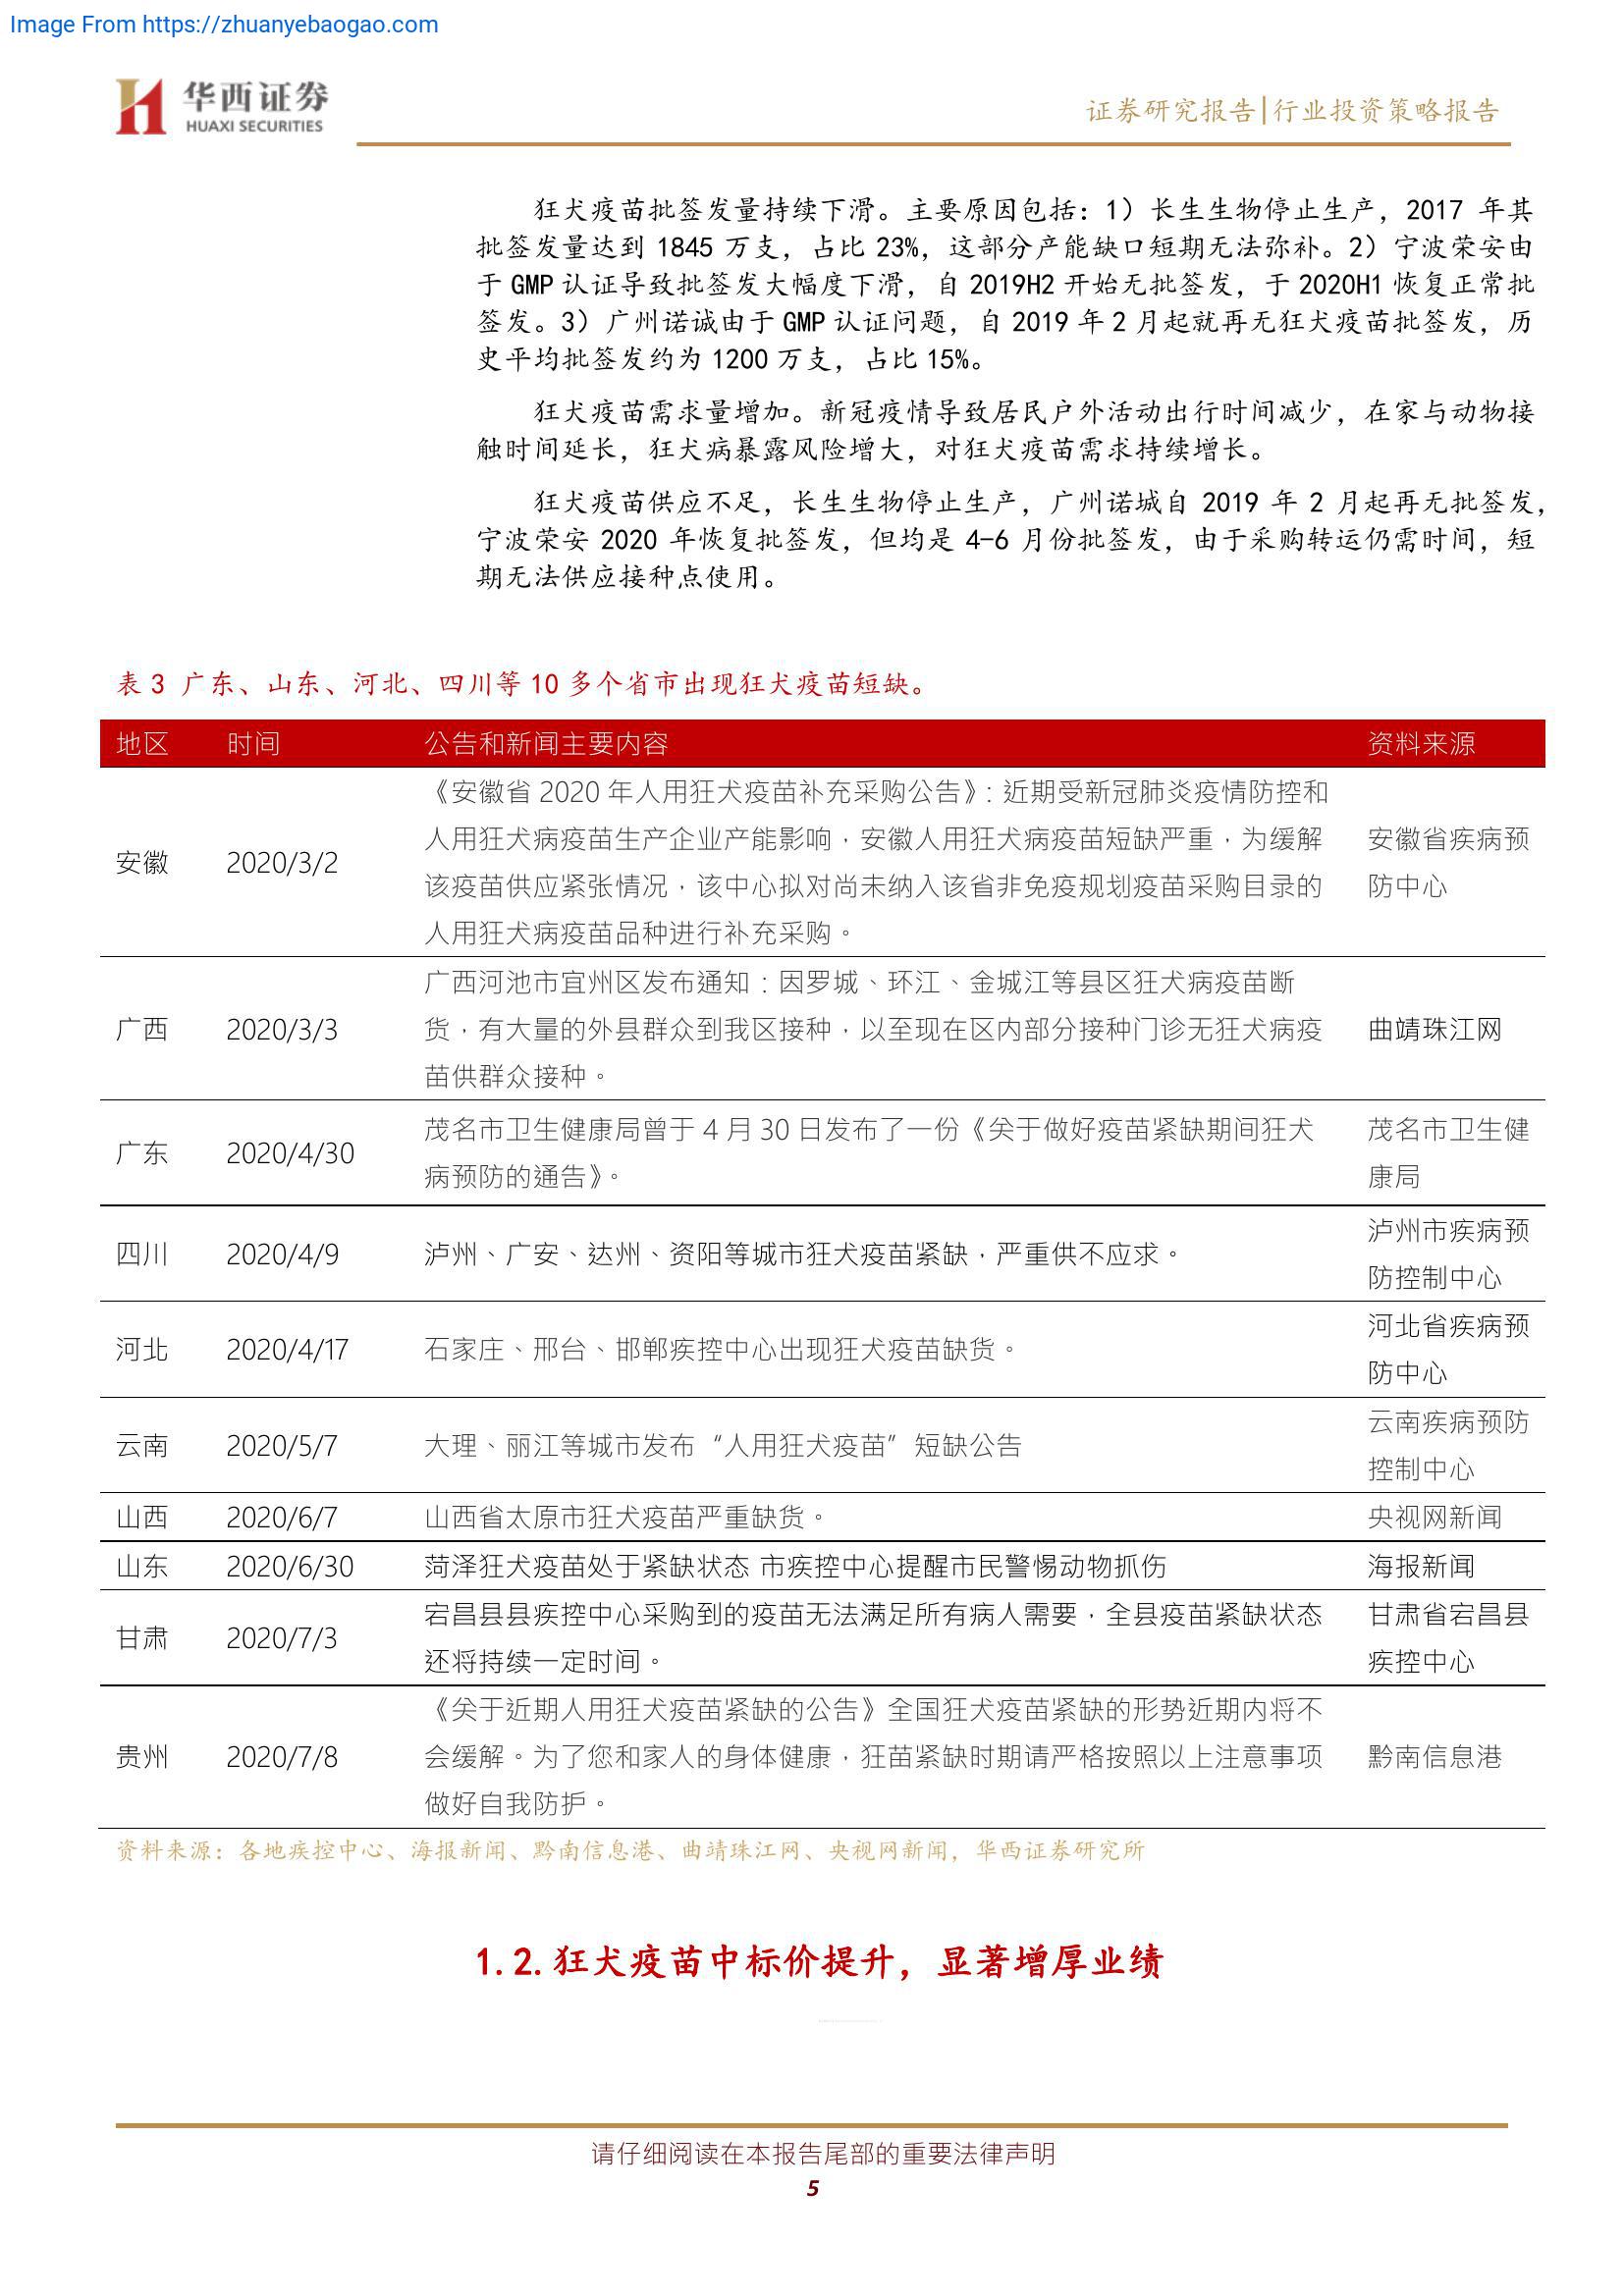 Image From https://zhuanyebaogao.com
华西证券
HUAXI SECURITIES
证券研究报告|行业投资策略报告
狂犬疫苗批签发量持续下滑。主要原因包括：1）长生生物停止生产，2017 年其
批签发量达到 1845 万支，占比 23%，这部分产能缺口短期无法弥补。2）宁波荣安由
于 GMP 认证导致批签发大幅度下滑，自 2019H2 开始无批签发，于 2020H1 恢复正常批
签发。3）广州诺诚由于 GMP 认证问题，自 2019 年 2 月起就再无狂犬疫苗批签发，历
史平均批签发约为 1200 万支，占比 15%。
狂犬疫苗需求量增加。新冠疫情导致居民户外活动出行时间减少，在家与动物接
触时间延长，狂犬病暴露风险增大，对狂犬疫苗需求持续增长。
狂犬疫苗供应不足，长生生物停止生产，广州诺城自 2019 年 2 月起再无批签发，
宁波荣安 2020 年恢复批签发，但均是 4-6 月份批签发，由于采购转运仍需时间，短
期无法供应接种点使用。
表 3 广东、山东、河北、四川等 10 多个省市出现狂犬疫苗短缺。
地区 时间 公告和新闻主要内容 资料来源
《安徽省 2020 年人用狂犬疫苗补充采购公告》：近期受新冠肺炎疫情防控和
人用狂犬病疫苗生产企业产能影响，安徽人用狂犬病疫苗短缺严重，为缓解 安徽省疾病预
安徽 2020/3/2
该疫苗供应紧张情况，该中心拟对尚未纳入该省非免疫规划疫苗采购目录的 防中心
人用狂犬病疫苗品种进行补充采购。
广西河池市宜州区发布通知：因罗城、环江、金城江等县区狂犬病疫苗断
广西 2020/3/3 货，有大量的外县群众到我区接种，以至现在区内部分接种门诊无狂犬病疫 曲靖珠江网
苗供群众接种。
茂名市卫生健康局曾于 4 月 30 日发布了一份《关于做好疫苗紧缺期间狂犬 茂名市卫生健
广东 2020/4/30
病预防的通告》。 康局
泸州市疾病预
四川 2020/4/9 泸州、广安、达州、资阳等城市狂犬疫苗紧缺，严重供不应求。
防控制中心
河北省疾病预
河北 2020/4/17 石家庄、邢台、邯郸疾控中心出现狂犬疫苗缺货。
防中心
云南疾病预防
云南 2020/5/7 大理、丽江等城市发布“人用狂犬疫苗”短缺公告
控制中心
山西 2020/6/7 山西省太原市狂犬疫苗严重缺货。 央视网新闻
山东 2020/6/30 菏泽狂犬疫苗处于紧缺状态 市疾控中心提醒市民警惕动物抓伤 海报新闻
宕昌县县疾控中心采购到的疫苗无法满足所有病人需要，全县疫苗紧缺状态 甘肃省宕昌县
甘肃 2020/7/3
还将持续一定时间。 疾控中心
《关于近期人用狂犬疫苗紧缺的公告》全国狂犬疫苗紧缺的形势近期内将不
贵州 2020/7/8 会缓解。为了您和家人的身体健康，狂苗紧缺时期请严格按照以上注意事项 黔南信息港
做好自我防护。
资料来源：各地疾控中心、海报新闻、黔南信息港、曲靖珠江网、央视网新闻，华西证券研究所
1.2.狂犬疫苗中标价提升，显著增厚业绩
请仔细阅读在本报告尾部的重要法律声明
5